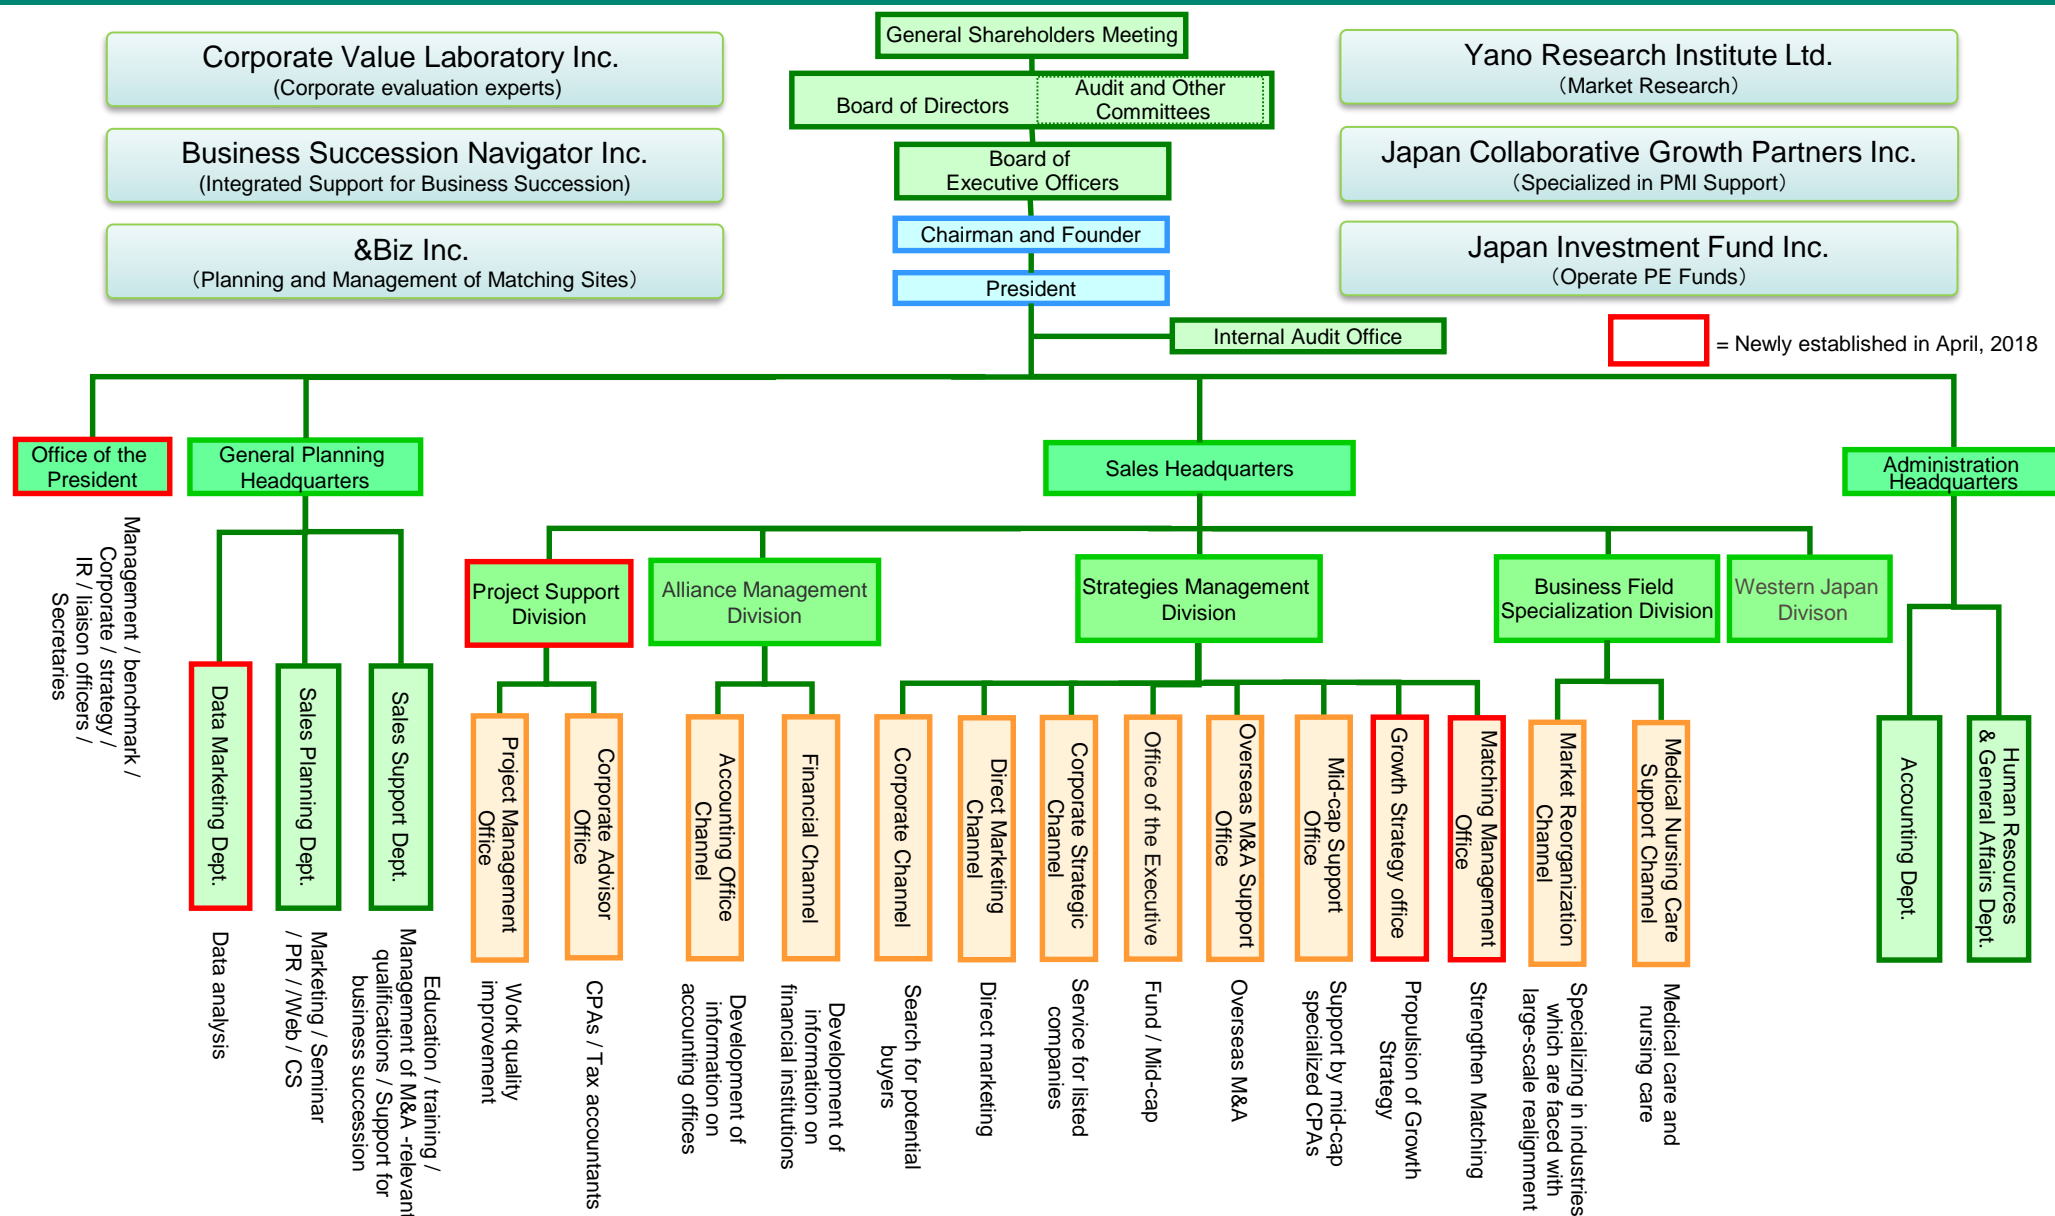 General Shareholders Meeting
Corporate Value Laboratory Inc.
(Corporate evaluation experts)
Yano Research Institute Ltd.
（Market Research）
Board of Directors
Audit and Other
Committees
Business Succession Navigator Inc.
(Integrated Support for Business Succession)
Board of
Executive Officers
Japan Collaborative Growth Partners Inc.
（Specialized in PMI Support）
&Biz Inc.
（Planning and Management of Matching Sites）
Chairman and Founder
President
Japan Investment Fund Inc.
（Operate PE Funds）
Internal Audit Office
= Newly established in April, 2018
Office of the
President
General Planning
Headquarters
Sales Headquarters
Administration
Headquarters
Management / benchmark /
Corporate / strategy /
IR / liaison officers /
Secretaries
Project Support
Division
Alliance Management
Division
Strategies Management
Division
Business Field
Specialization Division
Western Japan
Divison
Data Marketing Dept.
Sales Planning Dept.
Sales Support Dept.
Project Management
Office
Corporate Advisor
Office
Accounting Office
Channel
Financial Channel
Corporate Channel
Direct Marketing
Channel
Corporate Strategic
Channel
Office of the Executive
Overseas M&A Support
Office
Mid-cap Support
Office
Growth Strategy office
Matching Management
Office
Market Reorganization
Channel
Medical Nursing Care
Support Channel
Accounting Dept.
Human Resources
& General Affairs Dept.
Data analysis
Marketing / Seminar
/ PR / /Web / CS
Education / training /
Management of M&A -relevant
qualifications / Support for
business succession
Work quality
improvement
CPAs / Tax accountants
Development of
information on
accounting offices
Development of
information on
financial institutions
Search for potential
buyers
Direct marketing
Service for listed
companies
Fund / Mid-cap
Overseas M&A
Support by mid-cap
specialized CPAs
Propulsion of Growth
Strategy
Strengthen Matching
Specializing in industries
which are faced with
large-scale realignment
Medical care and
nursing care